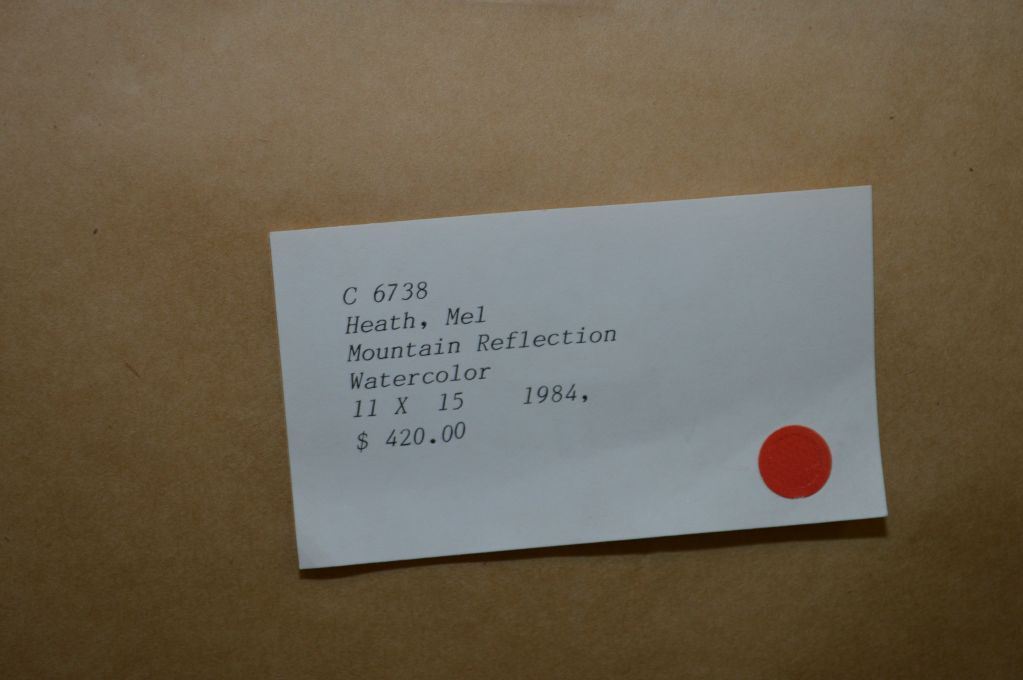 C 6738
Heath, Mel
Mountain Reflection
Watercolor
11 X 15 1984,
$ 420.00